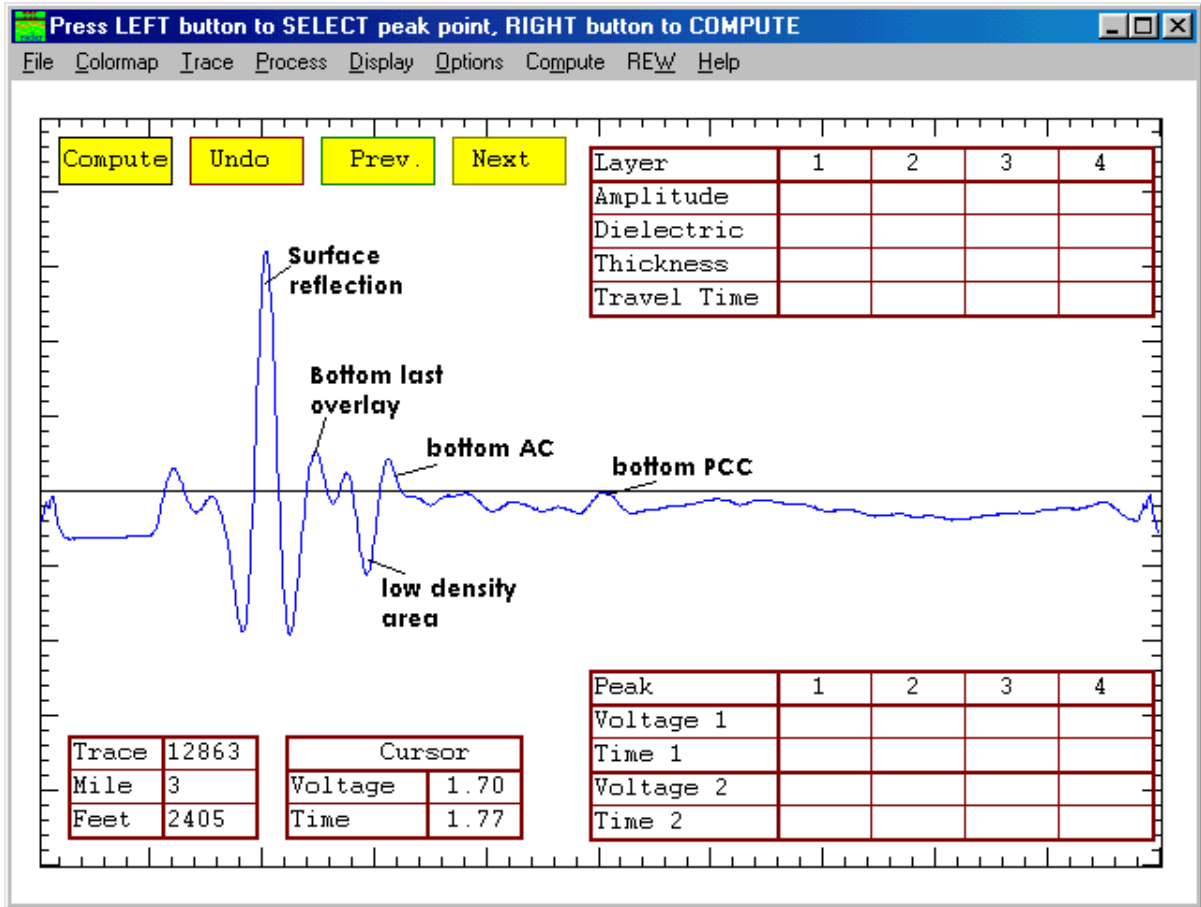 Press LEFT button to SELECT peak point, RIGHT button to COMPUTE
File Colormap Trace Process Display Options Compute REW Help
Compute Undo Prev. Next
Layer 1 2 3 4
Amplitude
Dielectric
Thickness
Travel Time
Surface
reflection
Bottom last
overlay
bottom AC
bottom PCC
low density
area
Peak 1 2 3 4
Voltage 1
Time 1
Voltage 2
Time 2
Trace 12863
Mile 3
Feet 2405
Cursor
Voltage 1.70
Time 1.77